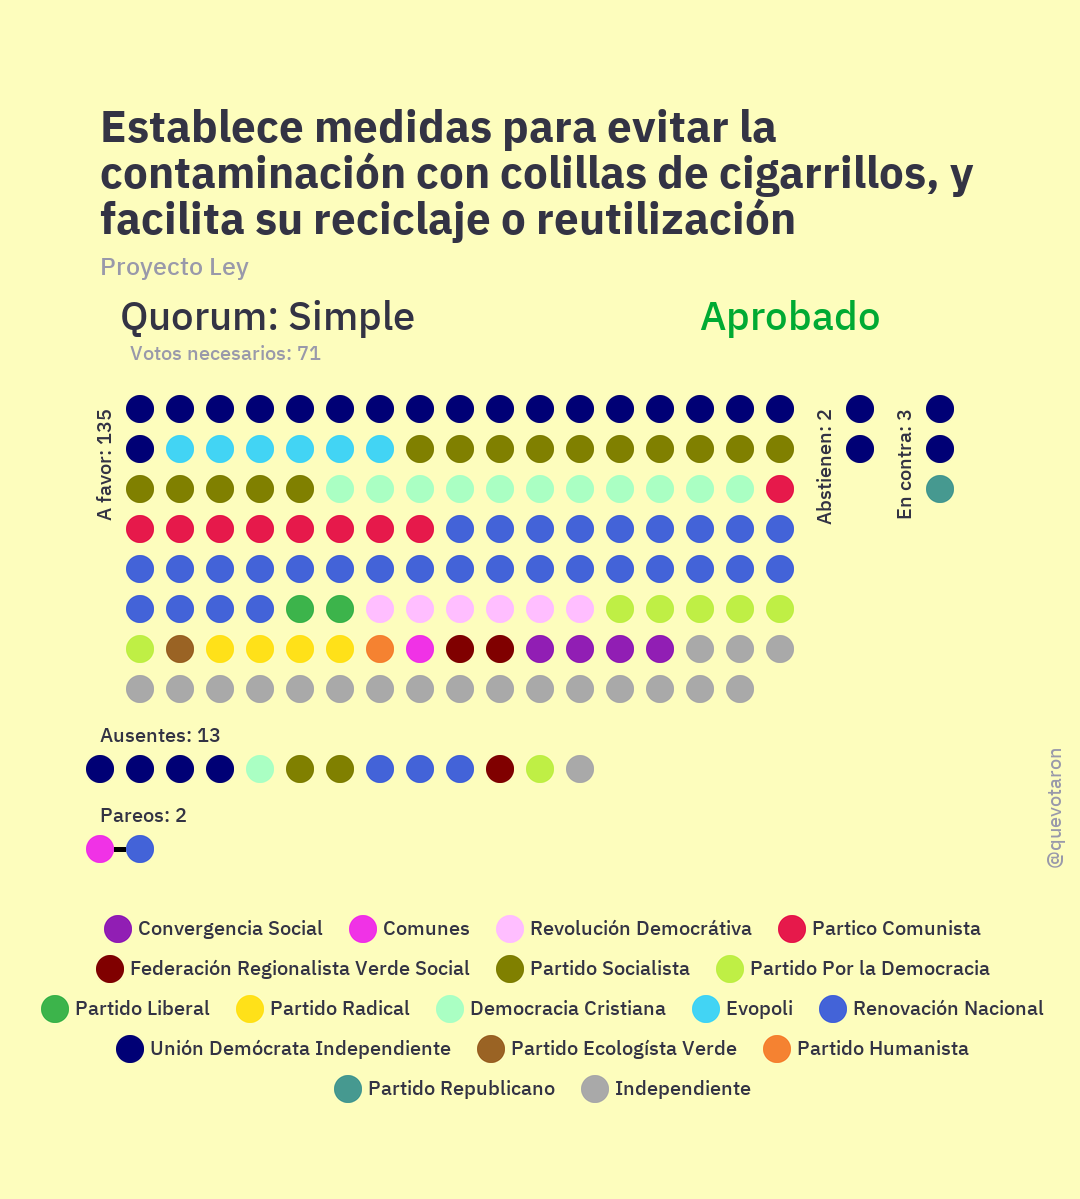 Establece medidas para evitar la
contaminación con colillas de cigarrillos, y
facilita su reciclaje o reutilización
Proyecto Ley
Quorum: Simple
Aprobado
Votos necesarios: 71
A favor: 135
Abstienen: 2
En contra: 3
Ausentes: 13
Pareos: 2
@quevotaron
Convergencia Social
Comunes
Revolución Democrátiva
Partico Comunista
Federación Regionalista Verde Social
Partido Socialista
Partido Por la Democracia
Partido Liberal
Partido Radical
Democracia Cristiana
Evopoli
Renovación Nacional
Unión Demócrata Independiente
Partido Ecologísta Verde
Partido Humanista
Partido Republicano
Independiente